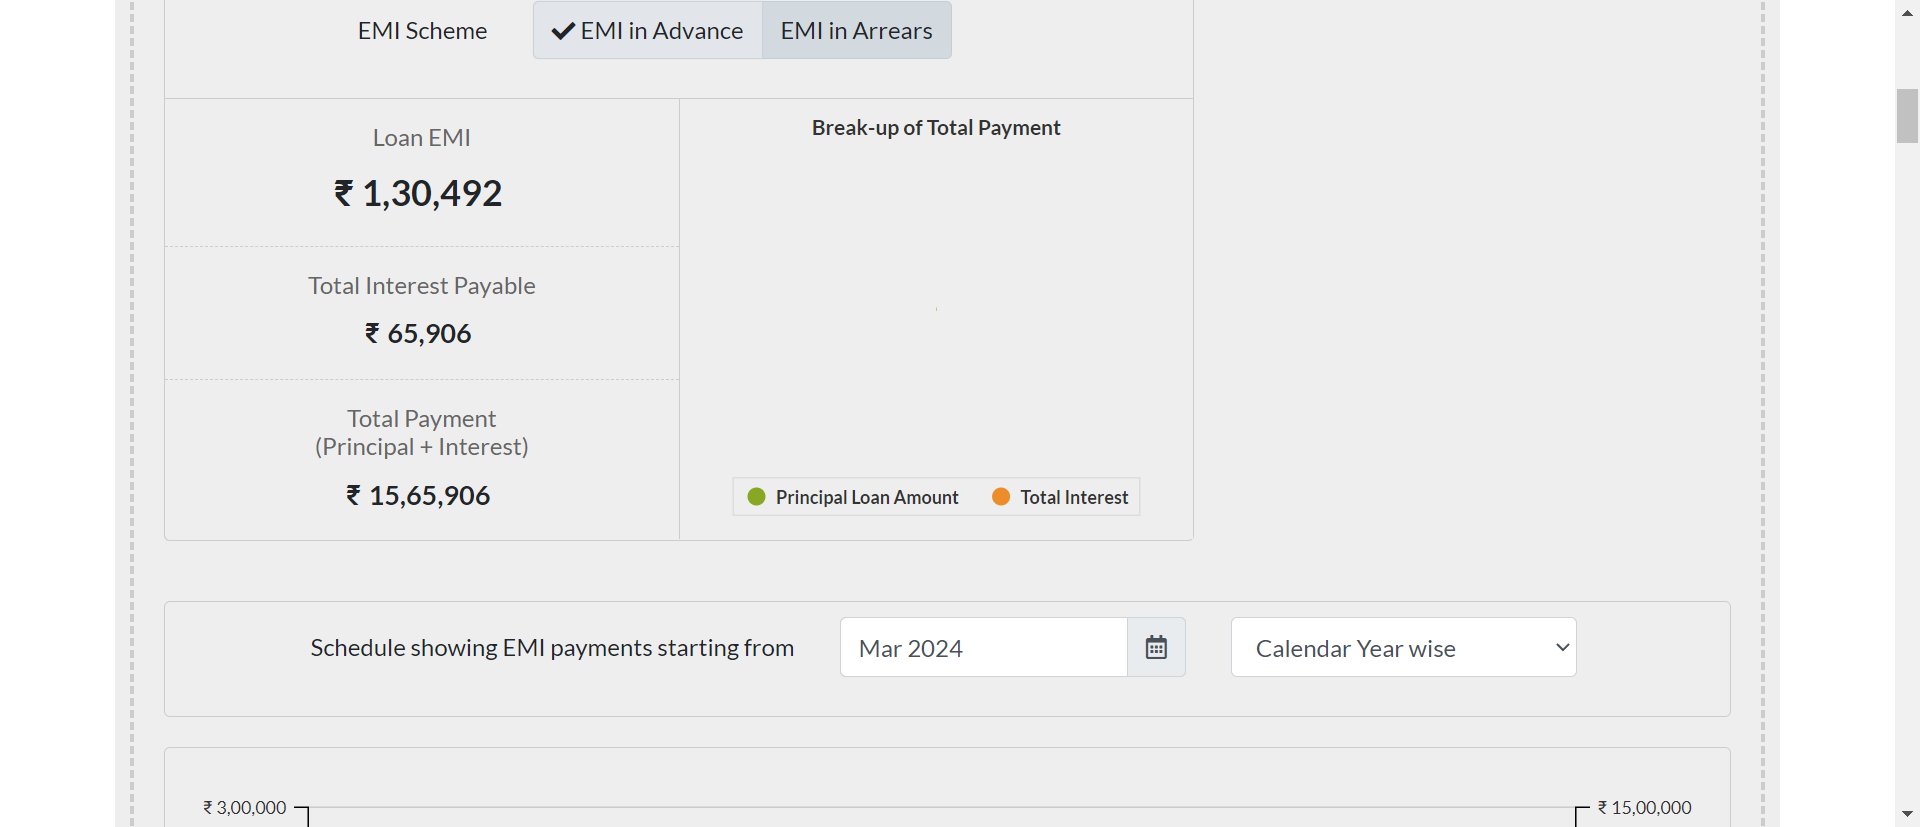 EMI Scheme
EMI in Advance
EMI in Arrears
Loan EMI
₹ 1,30,492
Total Interest Payable
₹ 65,906
Total Payment
(Principal + Interest)
₹ 15,65,906
Break-up of Total Payment
Principal Loan Amount
Total Interest
Schedule showing EMI payments starting from
Mar 2024
Calendar Year wise
₹ 3,00,000
₹ 15,00,000